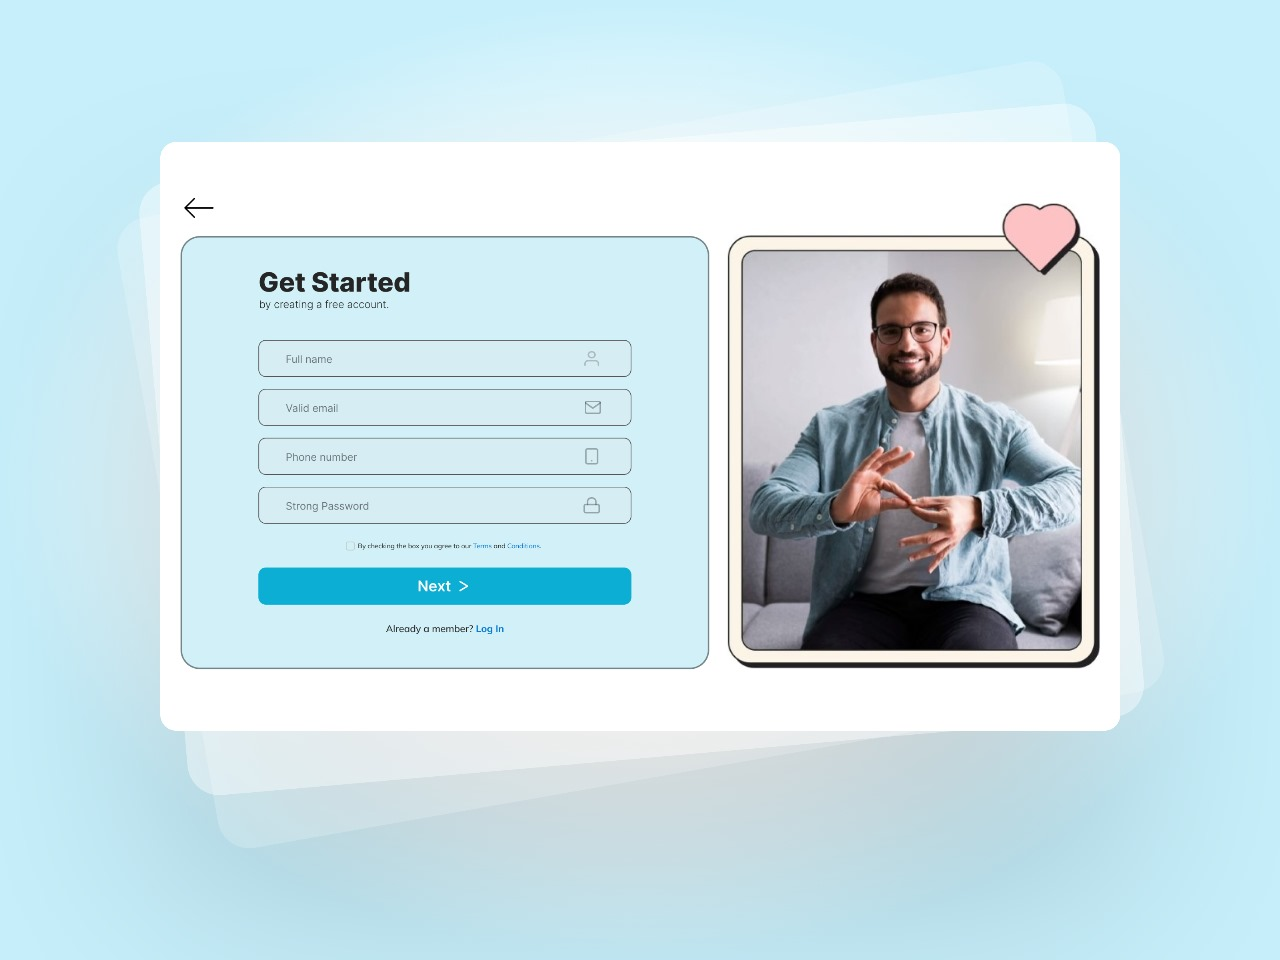 Get Started
by creating a free account.
Full name
Valid email
Phone number
Strong Password
By checking the box you agree to our Terms and Conditions.
Next >
Already a member? Log In